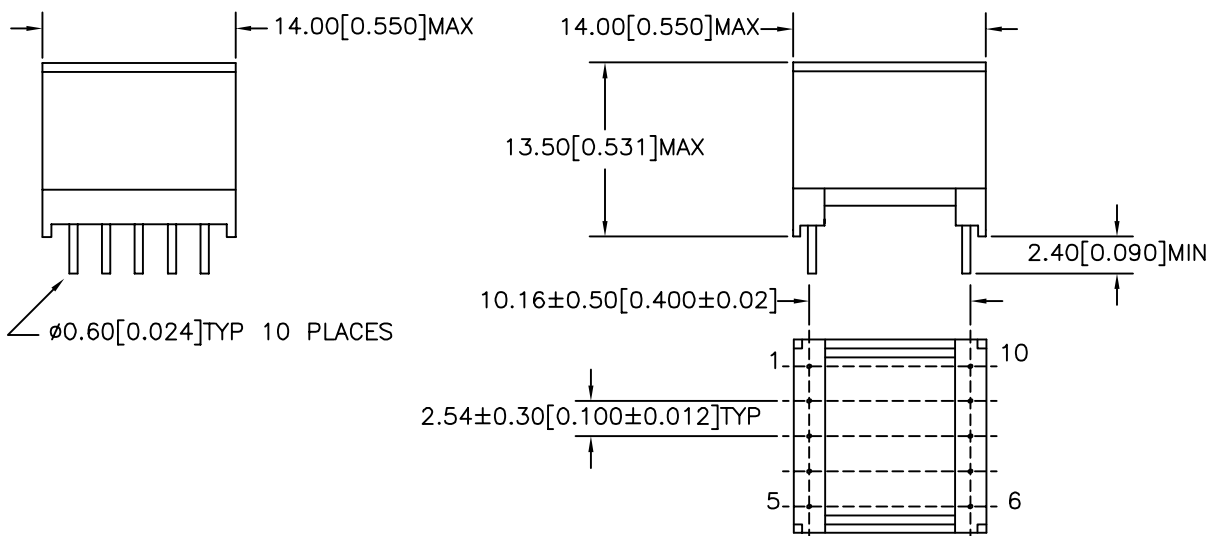 14.00[0.550]MAX
14.00[0.550]MAX
13.50[0.531]MAX
2.40[0.090]MIN
10.16±0.50[0.400±0.02]
ø0.60[0.024]TYP 10 PLACES
1
10
2.54±0.30[0.100±0.012]TYP
5
6